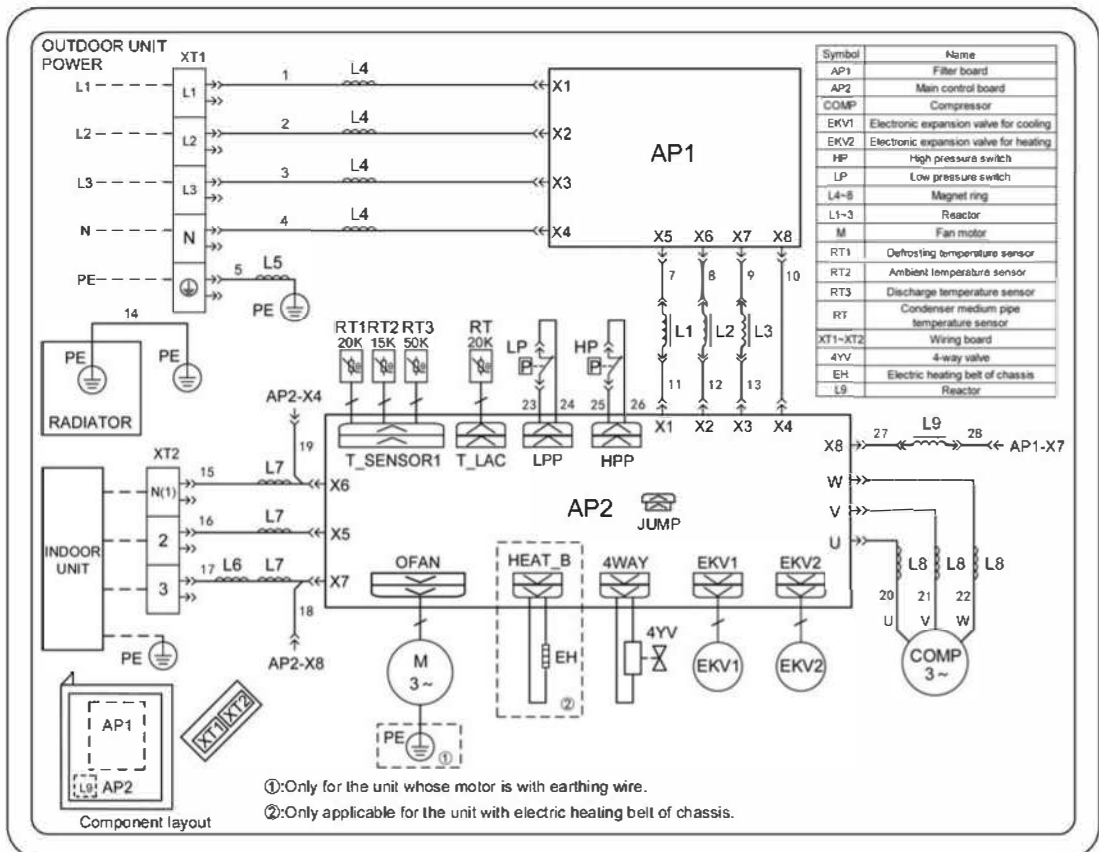 OUTDOOR UNIT
POWER
XT1
L1
L1
1
L4
X1
L2
L2
2
L4
X2
L3
L3
3
L4
X3
N
N
4
L4
X4
AP1
X5 X6 X7 X8
PE
5
L5
PE
7 8 9 10
L1 L2 L3
11 12 13
Symbol Name
AP1 Filter board
AP2 Main control board
COMP Compressor
EKV1 Electronic expansion valve for cooling
EKV2 Electronic expansion valve for heating
HP High pressure switch
LP Low pressure switch
L4~8 Magnet ring
L1~3 Reactor
M Fan motor
RT1 Defrosting temperature sensor
RT2 Ambient temperature sensor
RT3 Discharge temperature sensor
RT Condenser medium pipe
temperature sensor
XT1~XT2 Wiring board
4YV 4-way valve
EH Electric heating belt of chassis
L9 Reactor
14
PE
PE
RADIATOR
RT1 RT2 RT3
20K 15K 50K
RT
20K
LP
P
HP
P
23 24 25 26
AP2-X4
19
T_SENSOR1 T_LAC LPP HPP
X1 X2 X3 X4
X8
27
L9
28
AP1-X7
XT2
INDOOR
UNIT
N(1)
15
L7
X6
2
16
L7
X5
3
17
L6
L7
X7
18
AP2-X8
PE
AP2
JUMP
W
V
U
L8 L8 L8
20 21 22
U V W
COMP
3~
OFAN HEAT_B 4WAY EKV1 EKV2
M
3~
PE
①
EH
②
4YV
EKV1
EKV2
AP1
L9 AP2
XT1 XT2
Component layout
①:Only for the unit whose motor is with earthing wire.
②:Only applicable for the unit with electric heating belt of chassis.